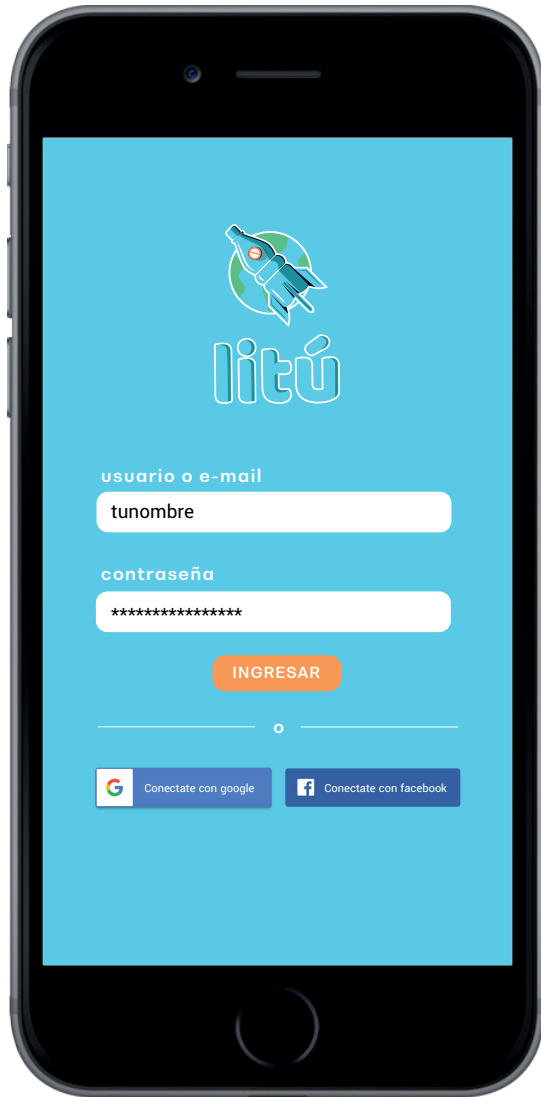 litú
usuario o e-mail
tunombre
contraseña
****************
INGRESAR
o
G Conectate con google
f Conectate con facebook